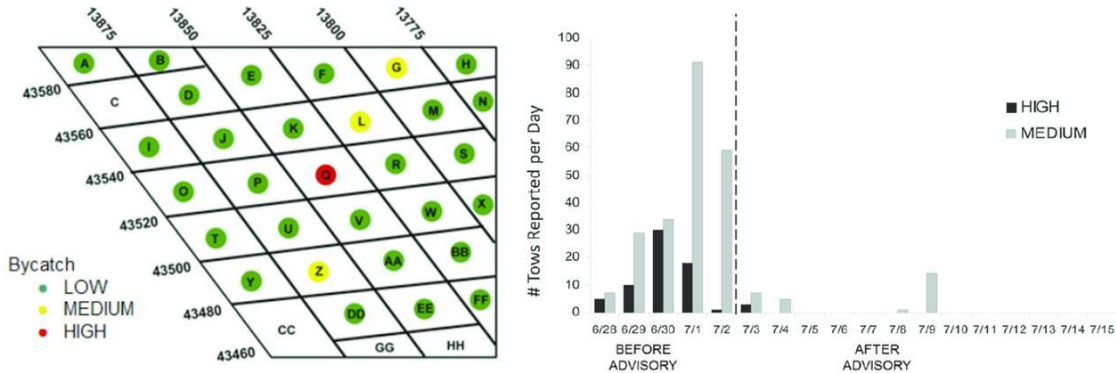 13875
13850
13825
13800
13775
43580
43560
43540
43520
43500
43480
43460
A
B
E
F
G
H
C
D
K
L
M
N
I
J
Q
R
S
O
P
V
W
X
T
U
Z
AA
BB
Y
CC
DD
EE
FF
GG
HH
Bycatch
LOW
MEDIUM
HIGH
# Tows Reported per Day
100
90
80
70
60
50
40
30
20
10
0
HIGH
MEDIUM
6/28 6/29 6/30 7/1 7/2 7/3 7/4 7/5 7/6 7/7 7/8 7/9 7/10 7/11 7/12 7/13 7/14 7/15
BEFORE
ADVISORY
AFTER
ADVISORY